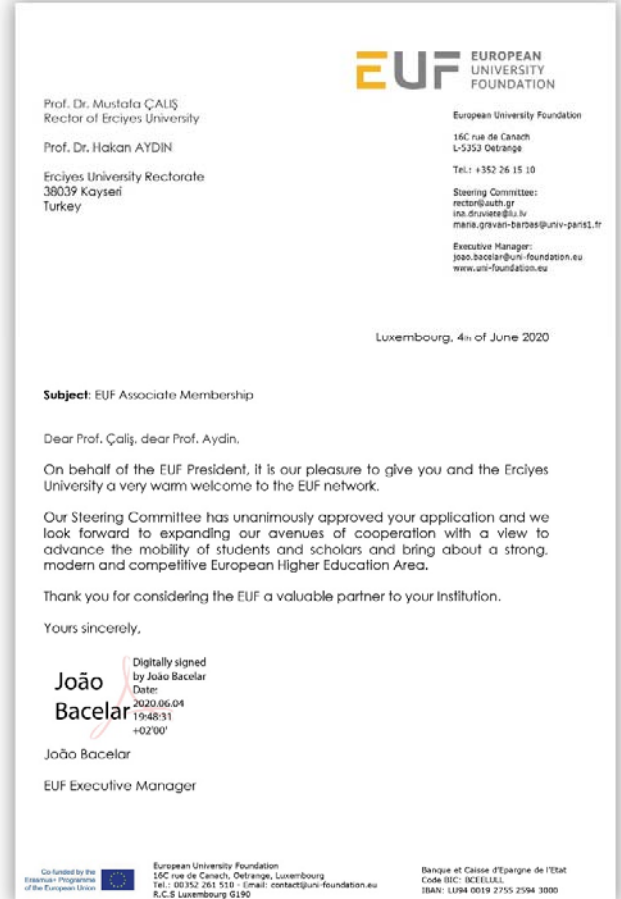 EUF EUROPEAN
UNIVERSITY
FOUNDATION
Prof. Dr. Mustafa ÇALIŞ
Rector of Erciyes University
Prof. Dr. Hakan AYDIN
Erciyes University Rectorate
38039 Kayseri
Turkey
European University Foundation
16C rue de Canach
L-5353 Oetrange
Tel.: +352 26 15 10
Steering Committee:
rector@auth.gr
ina.druviete@lu.lv
maria.gravari-barbas@univ-paris1.fr
Executive Manager:
joao.bacelar@uni-foundation.eu
www.uni-foundation.eu
Luxembourg, 4th of June 2020
Subject: EUF Associate Membership
Dear Prof. Çaliş, dear Prof. Aydin,
On behalf of the EUF President, it is our pleasure to give you and the Erciyes
University a very warm welcome to the EUF network.
Our Steering Committee has unanimously approved your application and we
look forward to expanding our avenues of cooperation with a view to
advance the mobility of students and scholars and bring about a strong,
modern and competitive European Higher Education Area.
Thank you for considering the EUF a valuable partner to your Institution.
Yours sincerely,
João
Bacelar
Digitally signed
by João Bacelar
Date:
2020.06.04
19:48:31
+02'00'
João Bacelar
EUF Executive Manager
Co-funded by the
Erasmus+ Programme
of the European Union
European University Foundation
16C rue de Canach, Oetrange, Luxembourg
Tel.: 00352 261 510 - Email: contact@uni-foundation.eu
R.C.S Luxembourg G190
Banque et Caisse d'Epargne de l'Etat
Code BIC: BCEELULL
IBAN: LU94 0019 2755 2594 3000